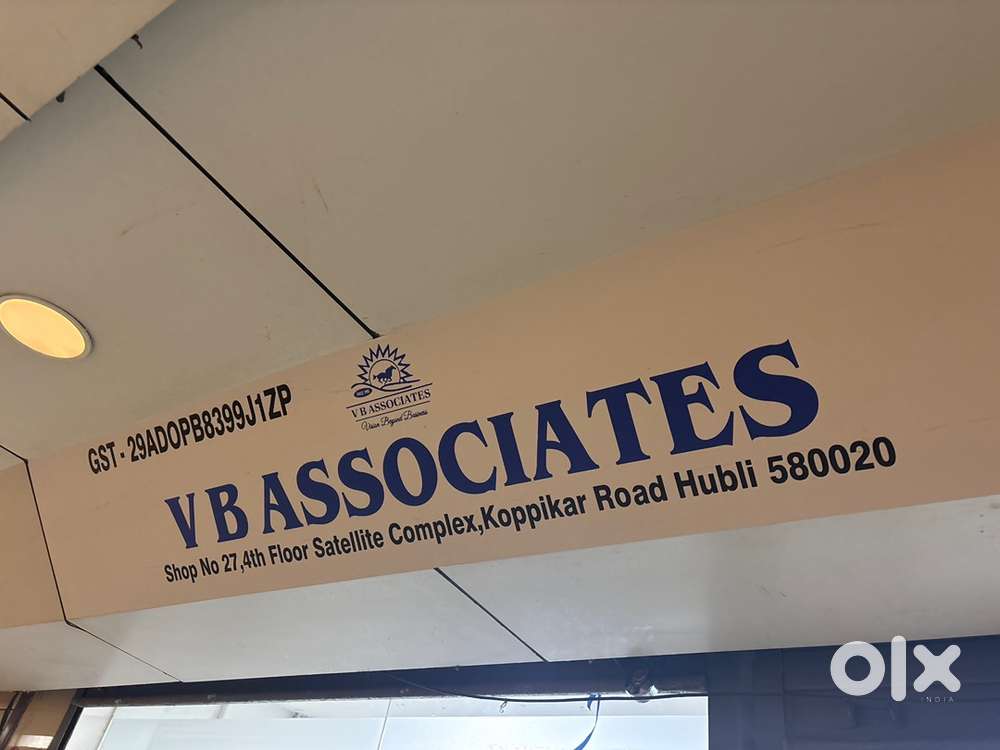 GST - 29ADOPB8399J1ZP
V B ASSOCIATES
Vision Beyond Business
V B ASSOCIATES
Shop No 27,4th Floor Satellite Complex,Koppikar Road Hubli 580020
olx
INDIA